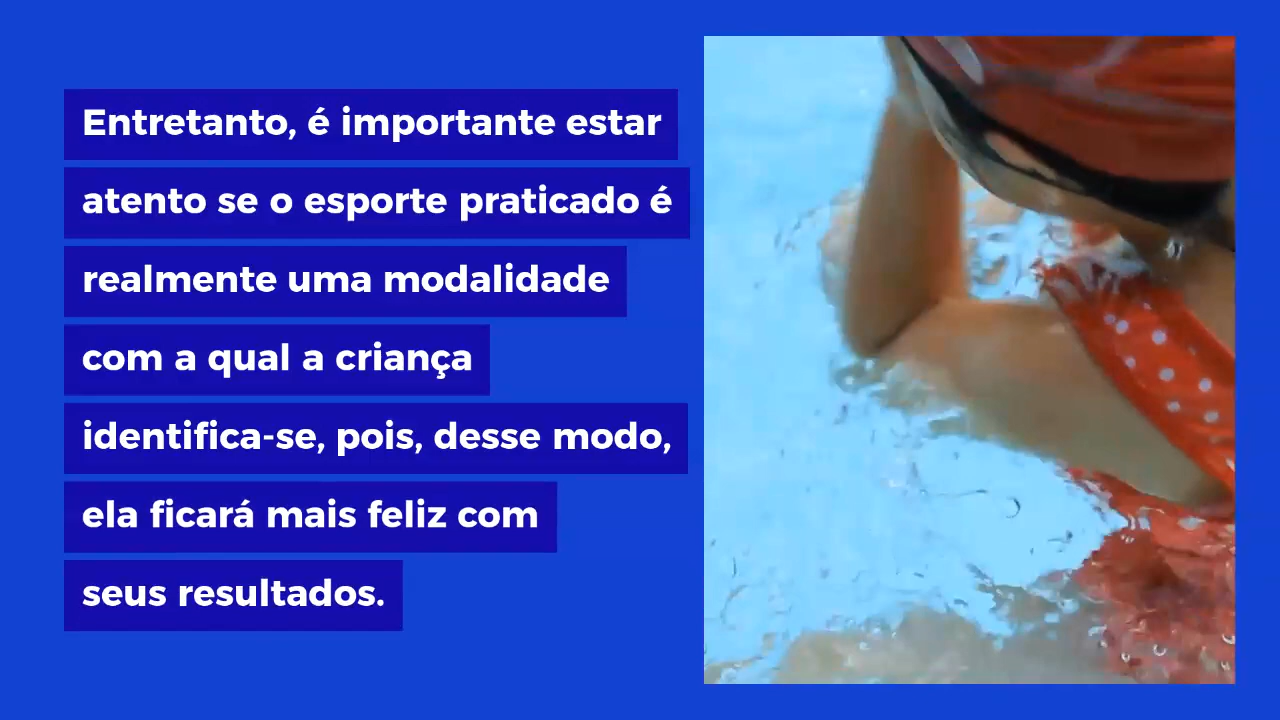 Entretanto, é importante estar
atento se o esporte praticado é
realmente uma modalidade
com a qual a criança
identifica-se, pois, desse modo,
ela ficará mais feliz com
seus resultados.